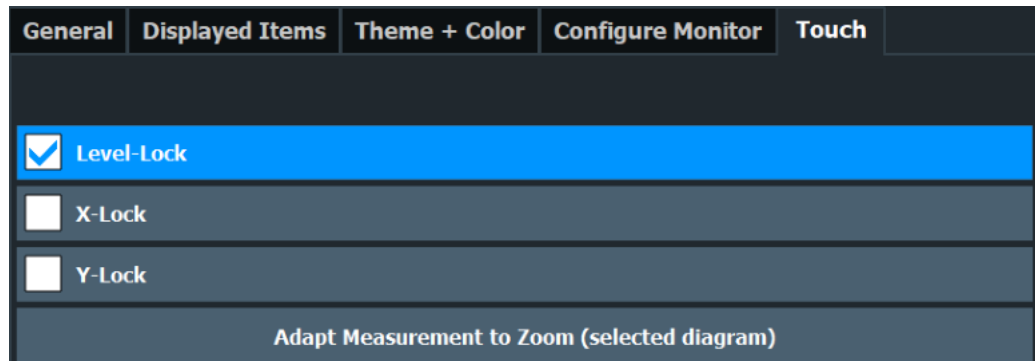 General Displayed Items Theme + Color Configure Monitor Touch
Level-Lock
X-Lock
Y-Lock
Adapt Measurement to Zoom (selected diagram)